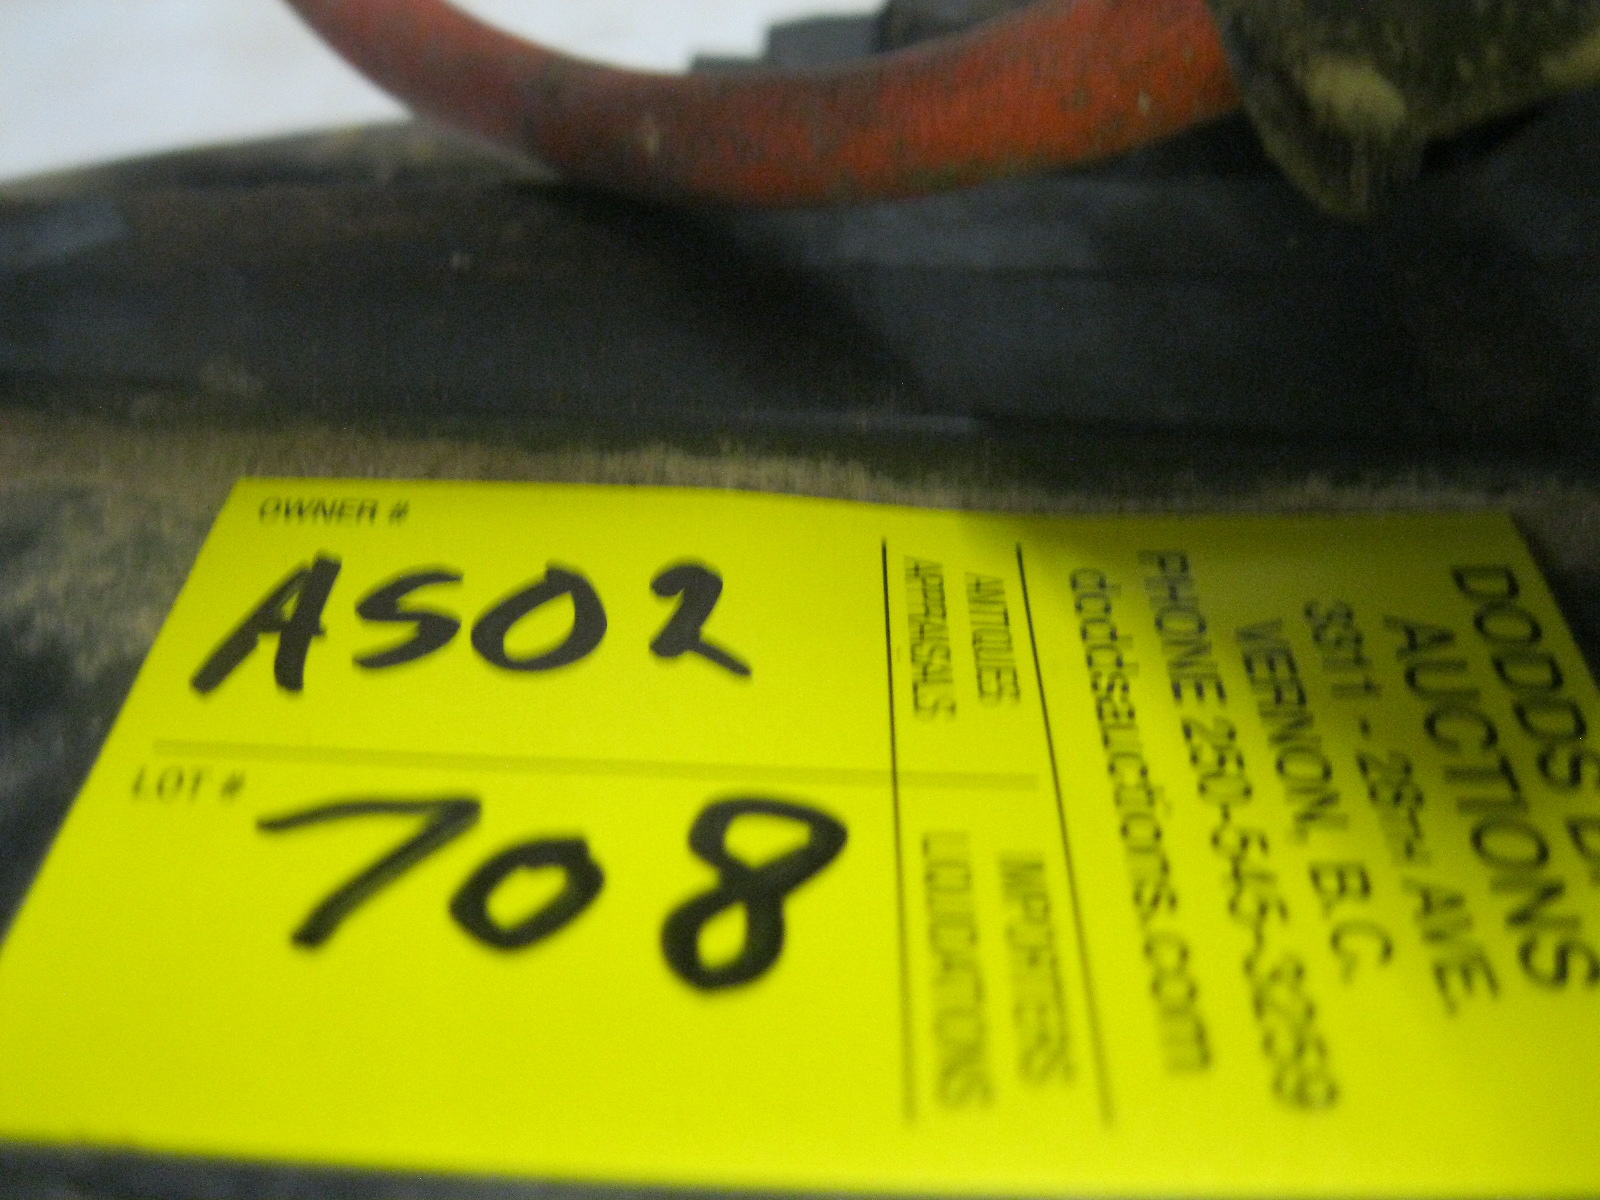 OWNER #
AS02
LOT #
708
ANTIQUES
APPRAISALS
IMPORTERS
LIQUIDATIONS
DODDS
AUCTIONS
3311 - 28TH AVE
VERNON, B.C.
PHONE 250-545-3259
doddsauctions.com